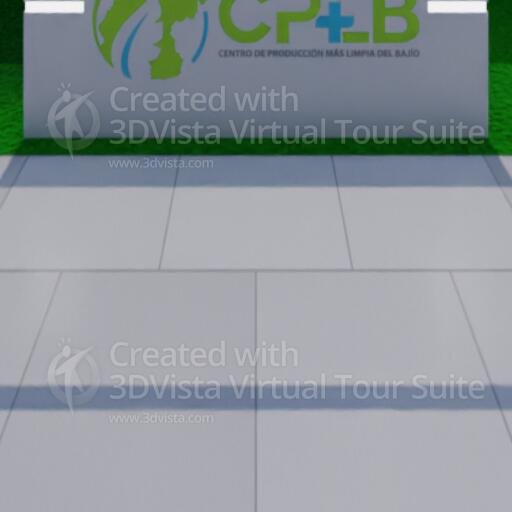 CP+LB
CENTRO DE PRODUCCIÓN MÁS LIMPIA DEL BAJÍO
Created with
3DVista Virtual Tour Suite
www.3dvista.com
Created with
3DVista Virtual Tour Suite
www.3dvista.com